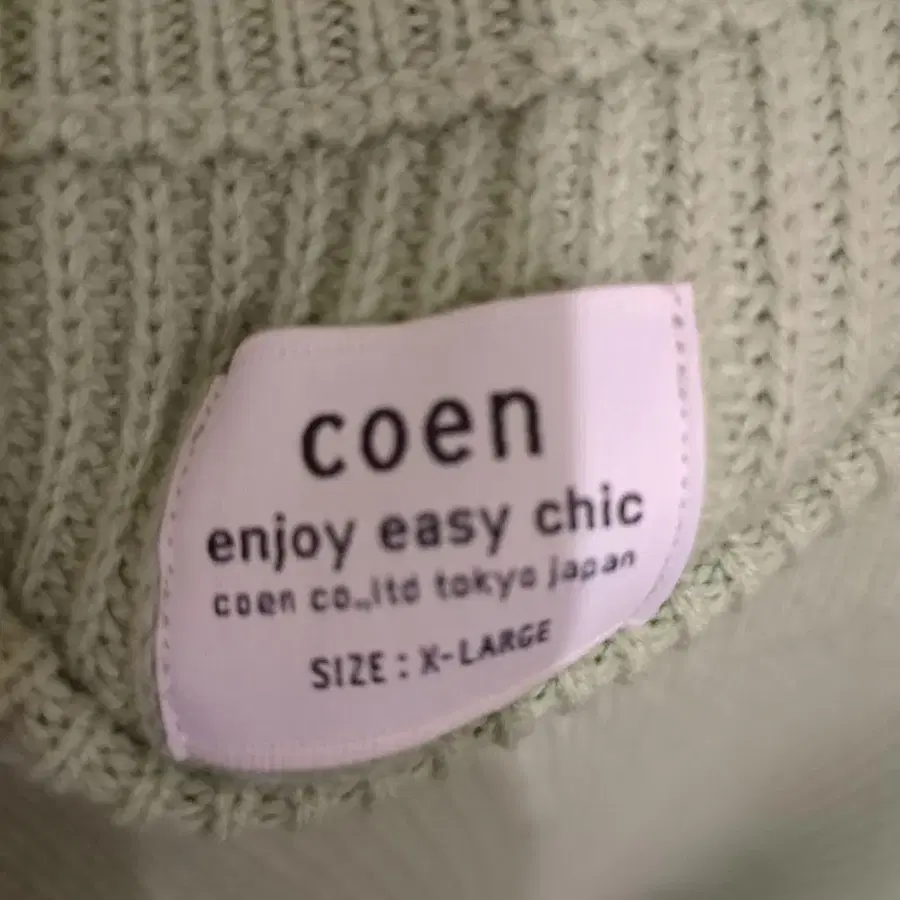 coen
enjoy easy chic
coen co.,ltd tokyo japan
SIZE : X-LARGE